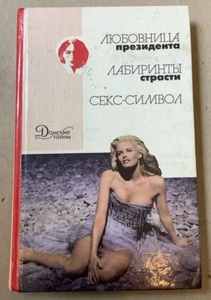 ЛЮБОВНИЦА
президента
ЛАБИРИНТЫ
страсти
СЕКС-СИМВОЛ
Дамские
тайны